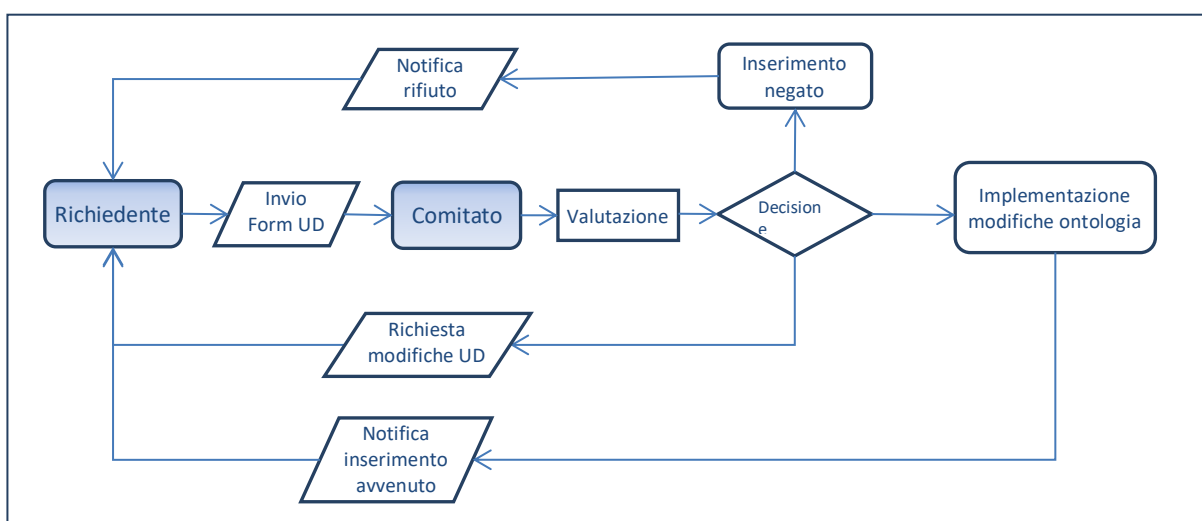 Notifica
rifiuto
Inserimento
negato
Richiedente
Invio
Form UD
Comitato
Valutazione
Decision
e
Implementazione
modifiche ontologia
Richiesta
modifiche UD
Notifica
inserimento
avvenuto